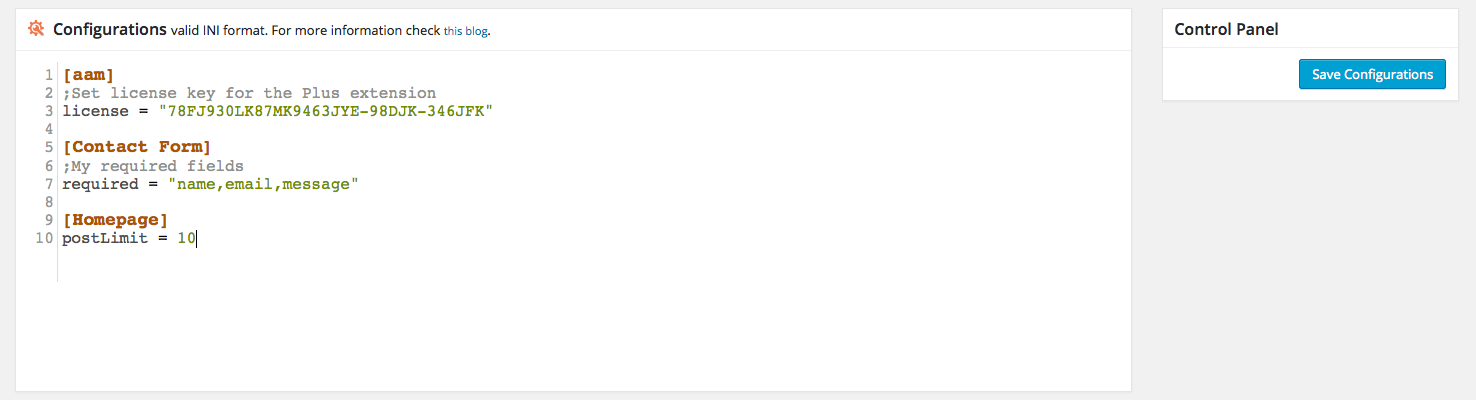 Configurations valid INI format. For more information check this blog.
Control Panel
Save Configurations
1 [aam]
2 ;Set license key for the Plus extension
3 license = "78FJ930LK87MK9463JYE-98DJK-346JFK"
4
5 [Contact Form]
6 ;My required fields
7 required = "name,email,message"
8
9 [Homepage]
10 postLimit = 10